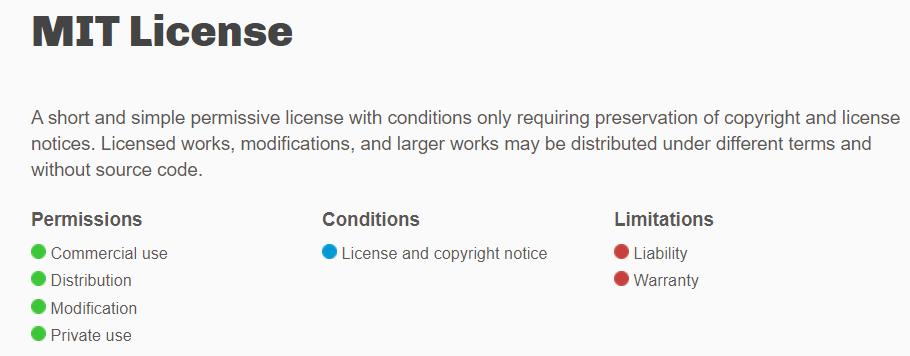 MIT License
A short and simple permissive license with conditions only requiring preservation of copyright and license
notices. Licensed works, modifications, and larger works may be distributed under different terms and
without source code.
Permissions
Commercial use
Distribution
Modification
Private use
Conditions
License and copyright notice
Limitations
Liability
Warranty